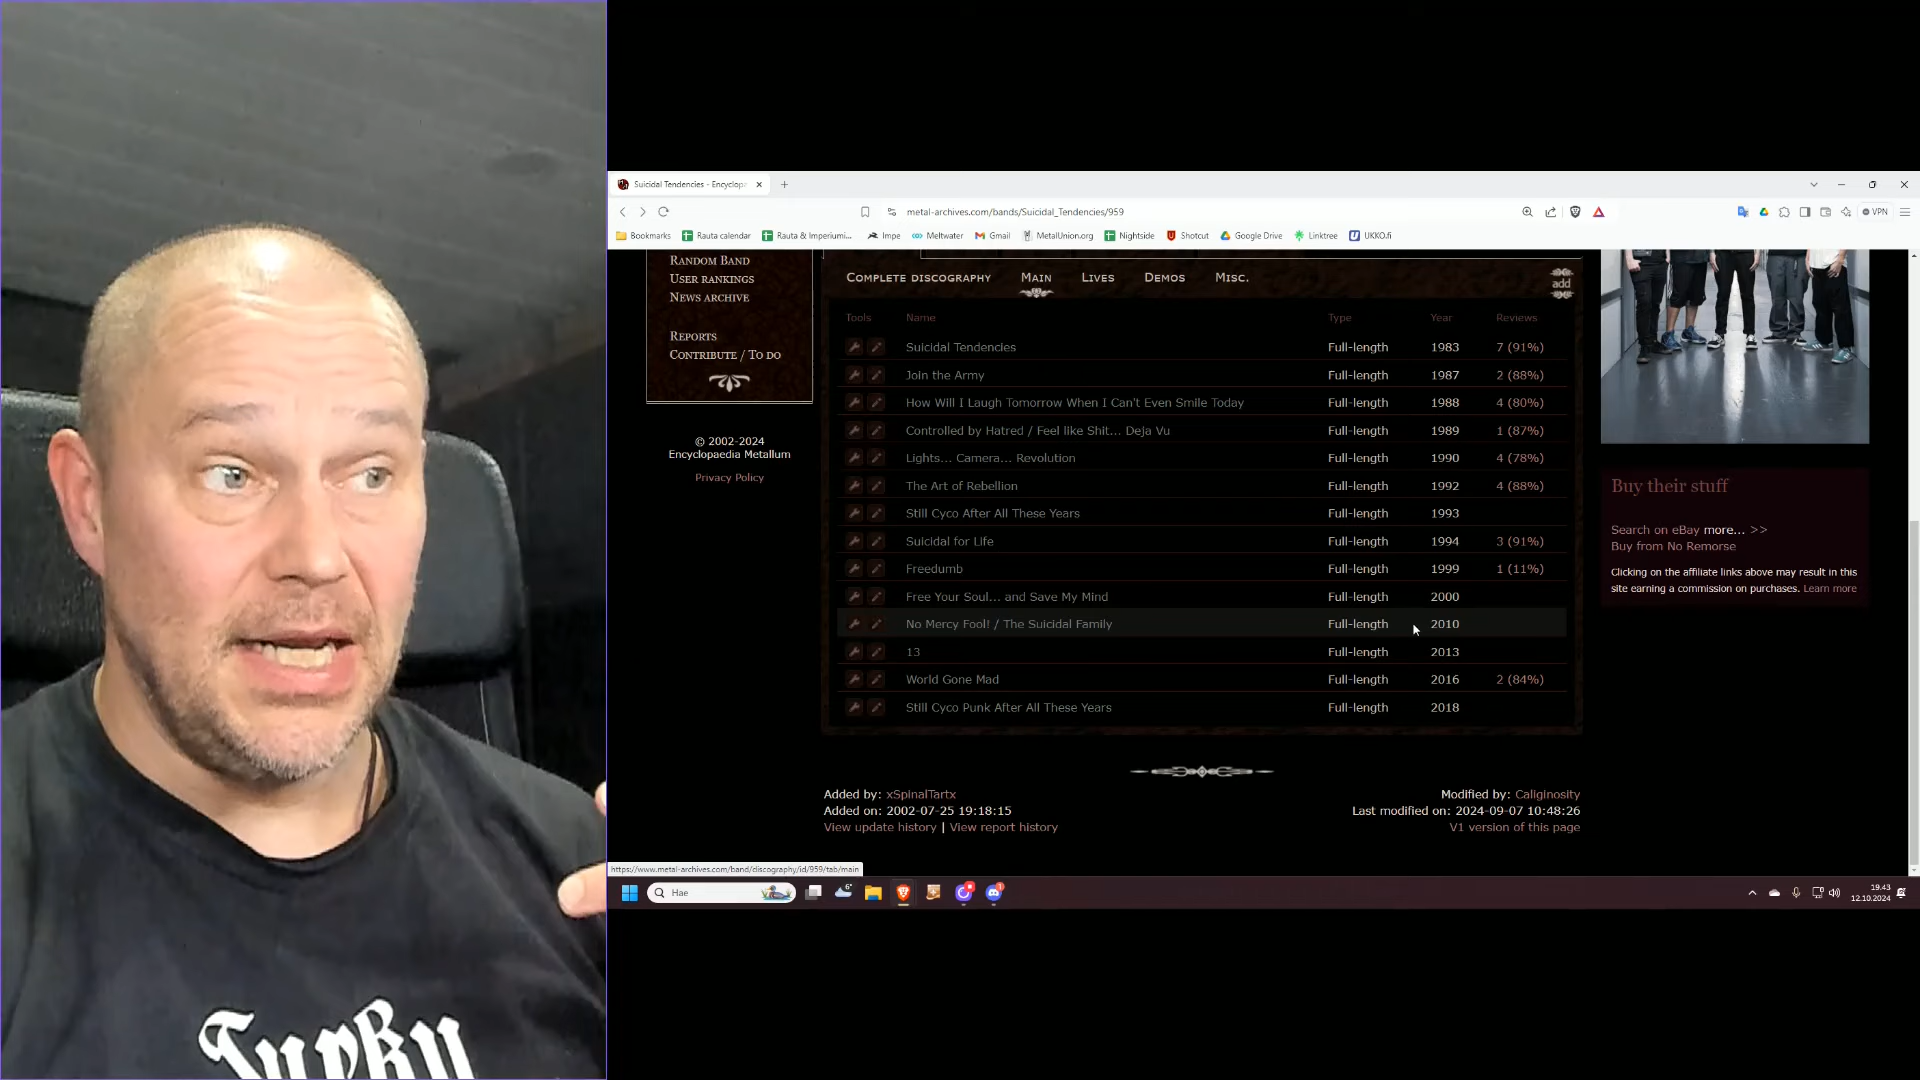 Suicidal Tendencies - Encyclop
metal-archives.com/bands/Suicidal_Tendencies/959
VPN
Bookmarks Rauta calendar Rauta & Imperiumi... Impe Meltwater Gmail MetalUnion.org Nightside Shotcut Google Drive Linktree UKKO.fi
Random Band
User rankings
News archive
Reports
Contribute / To do
© 2002-2024
Encyclopaedia Metallum
Privacy Policy
Complete discography Main Lives Demos Misc.
add
Tools Name Type Year Reviews
Suicidal Tendencies Full-length 1983 7 (91%)
Join the Army Full-length 1987 2 (88%)
How Will I Laugh Tomorrow When I Can't Even Smile Today Full-length 1988 4 (80%)
Controlled by Hatred / Feel like Shit... Deja Vu Full-length 1989 1 (87%)
Lights... Camera... Revolution Full-length 1990 4 (78%)
The Art of Rebellion Full-length 1992 4 (88%)
Still Cyco After All These Years Full-length 1993
Suicidal for Life Full-length 1994 3 (91%)
Freedumb Full-length 1999 1 (11%)
Free Your Soul... and Save My Mind Full-length 2000
No Mercy Fool! / The Suicidal Family Full-length 2010
13 Full-length 2013
World Gone Mad Full-length 2016 2 (84%)
Still Cyco Punk After All These Years Full-length 2018
Added by: xSpinalTartx
Added on: 2002-07-25 19:18:15
View update history | View report history
Modified by: Caliginosity
Last modified on: 2024-09-07 10:48:26
V1 version of this page
Buy their stuff
Search on eBay more... >>
Buy from No Remorse
Clicking on the affiliate links above may result in this
site earning a commission on purchases. Learn more
https://www.metal-archives.com/band/discography/id/959/tab/main
Hae
6°
19.43
12.10.2024